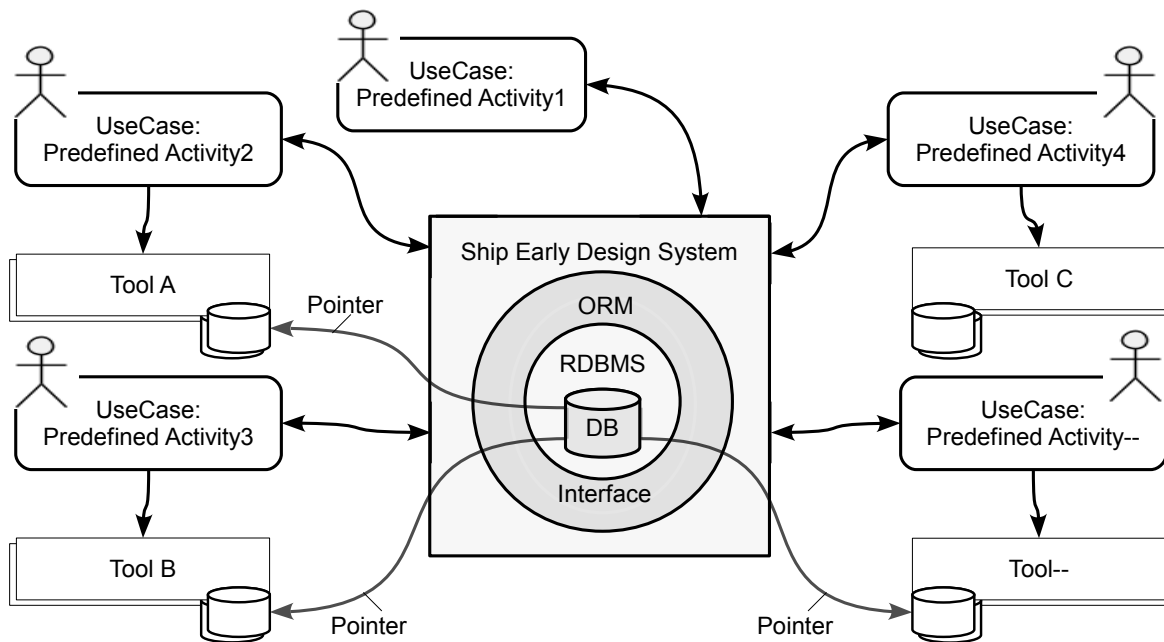 UseCase:
Predefined Activity1
UseCase:
Predefined Activity2
UseCase:
Predefined Activity4
Ship Early Design System
Tool A
Pointer
ORM
Tool C
RDBMS
UseCase:
Predefined Activity3
DB
UseCase:
Predefined Activity--
Interface
Tool B
Tool--
Pointer
Pointer